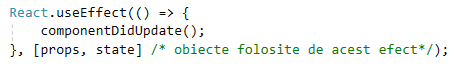 React.useEffect(() => {
    componentDidUpdate();
}, [props, state] /* obiecte folosite de acest efect*/);